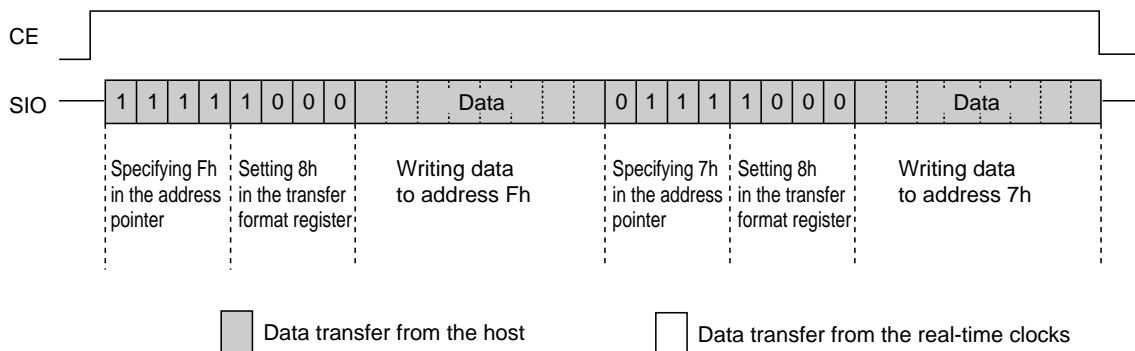 CE
SIO 1 1 1 1 1 0 0 0 Data 0 1 1 1 1 0 0 0 Data
Specifying Fh
in the address
pointer
Setting 8h
in the transfer
format register
Writing data
to address Fh
Specifying 7h
in the address
pointer
Setting 8h
in the transfer
format register
Writing data
to address 7h
Data transfer from the host
Data transfer from the real-time clocks